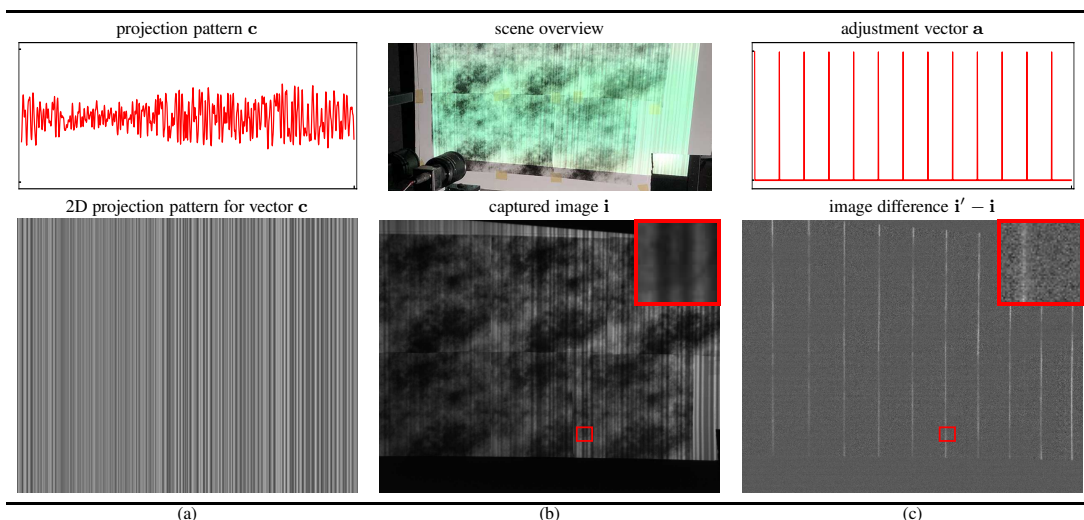 projection pattern c
scene overview
adjustment vector a
2D projection pattern for vector c
captured image i
image difference i′ − i
(a)
(b)
(c)